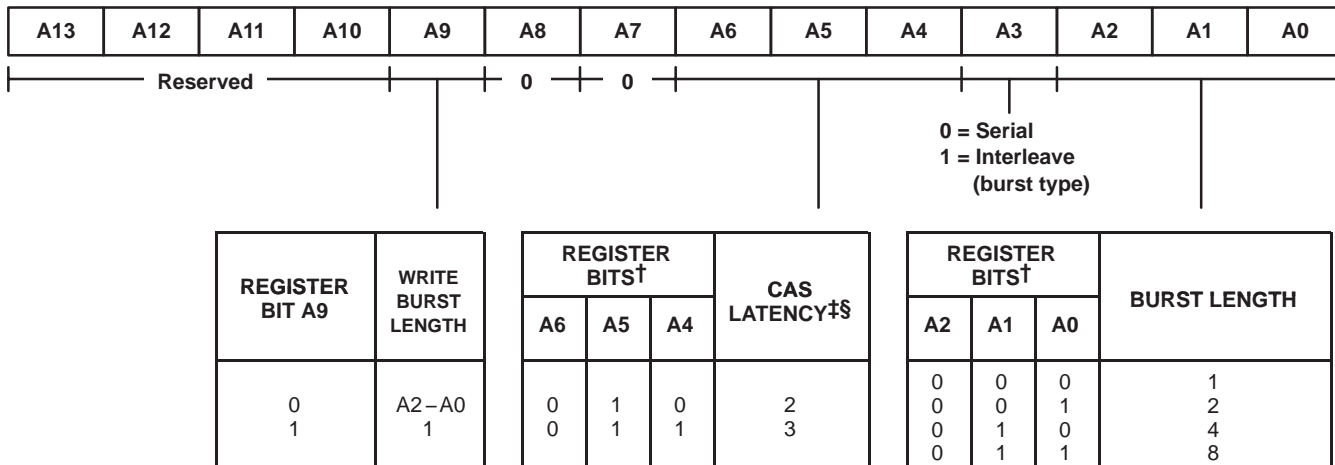 A13 A12 A11 A10 A9 A8 A7 A6 A5 A4 A3 A2 A1 A0
Reserved 0 0
0 = Serial
1 = Interleave
(burst type)
REGISTER
BIT A9
WRITE
BURST
LENGTH
0 A2–A0
1 1
REGISTER
BITS†
CAS
LATENCY‡§
A6 A5 A4
0 1 0 2
0 1 1 3
REGISTER
BITS†
BURST LENGTH
A2 A1 A0
0 0 0 1
0 0 1 2
0 1 0 4
0 1 1 8